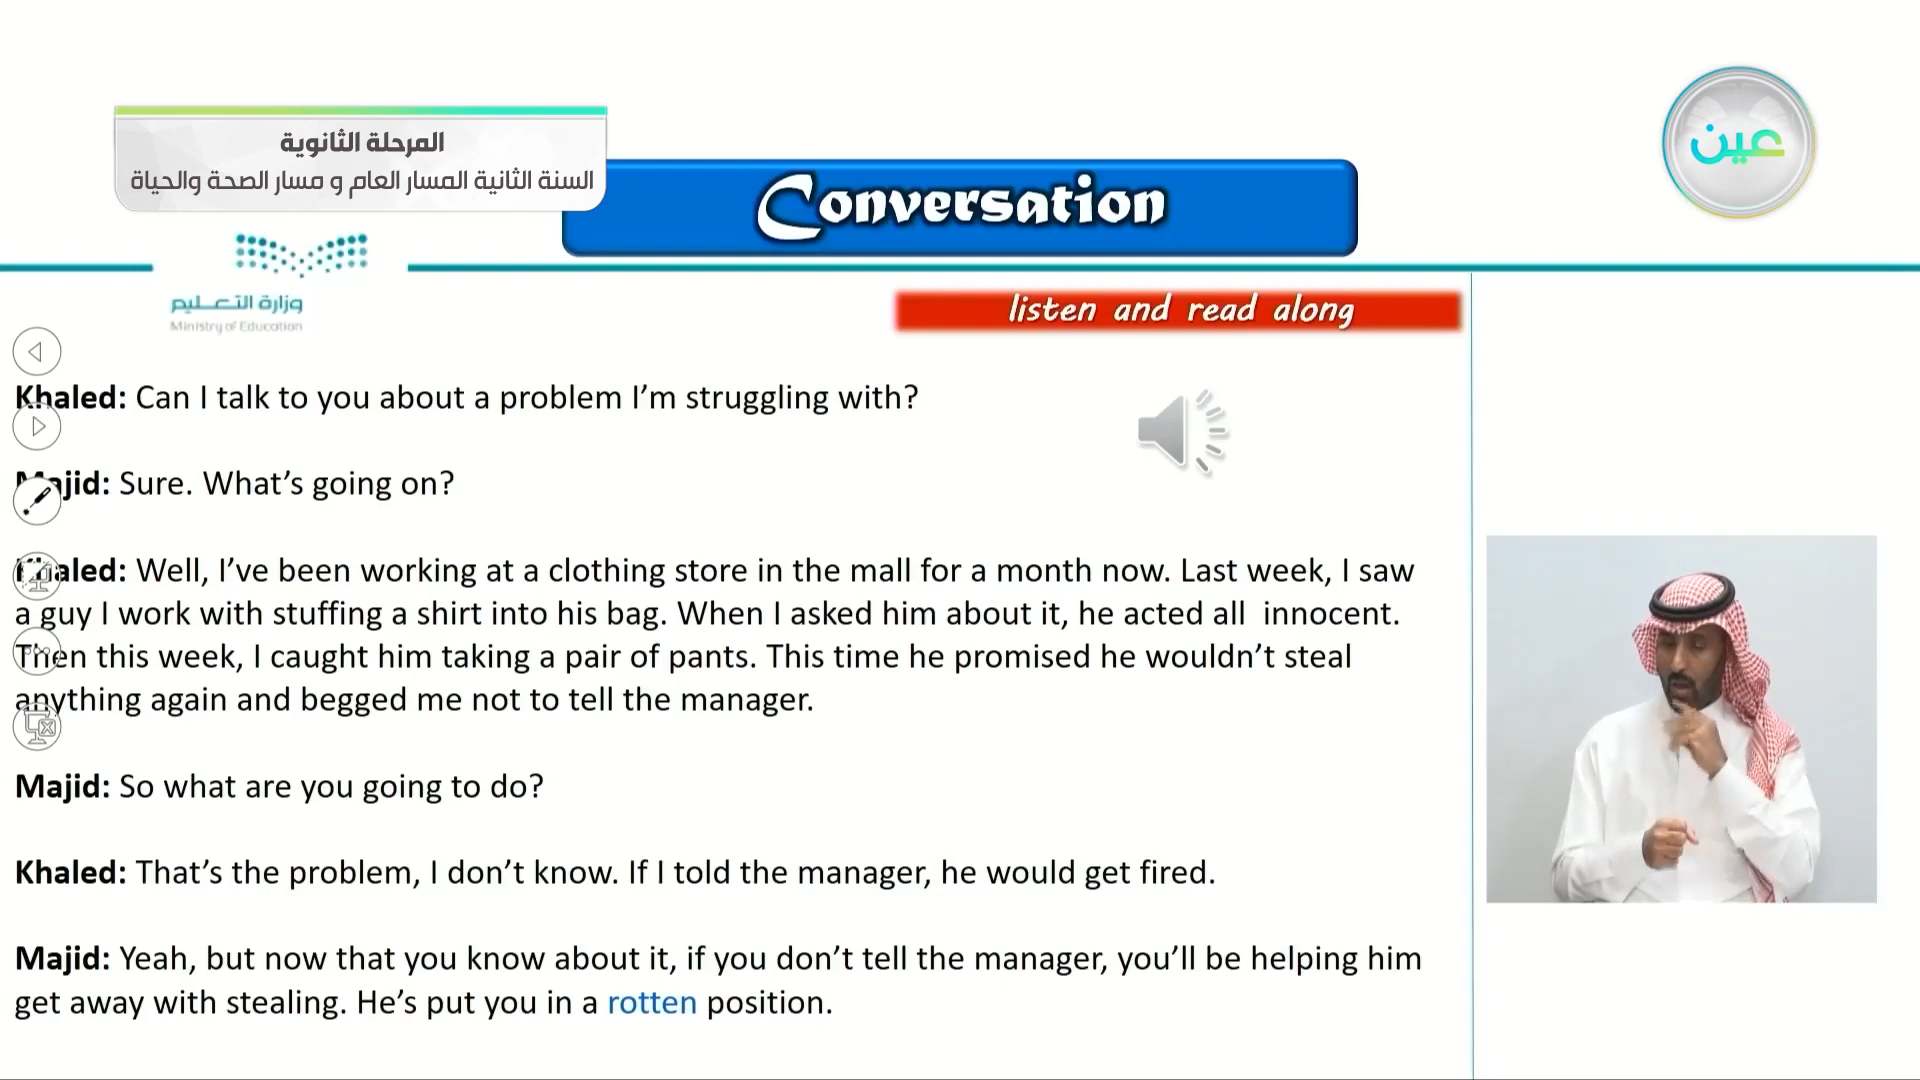 المرحلة الثانوية
السنة الثانية المسار العام و مسار الصحة والحياة
عين
Conversation
وزارة التعليم
Ministry of Education
listen and read along
Khaled: Can I talk to you about a problem I’m struggling with?
Majid: Sure. What’s going on?
Khaled: Well, I’ve been working at a clothing store in the mall for a month now. Last week, I saw
a guy I work with stuffing a shirt into his bag. When I asked him about it, he acted all innocent.
Then this week, I caught him taking a pair of pants. This time he promised he wouldn’t steal
anything again and begged me not to tell the manager.
Majid: So what are you going to do?
Khaled: That’s the problem, I don’t know. If I told the manager, he would get fired.
Majid: Yeah, but now that you know about it, if you don’t tell the manager, you’ll be helping him
get away with stealing. He’s put you in a rotten position.